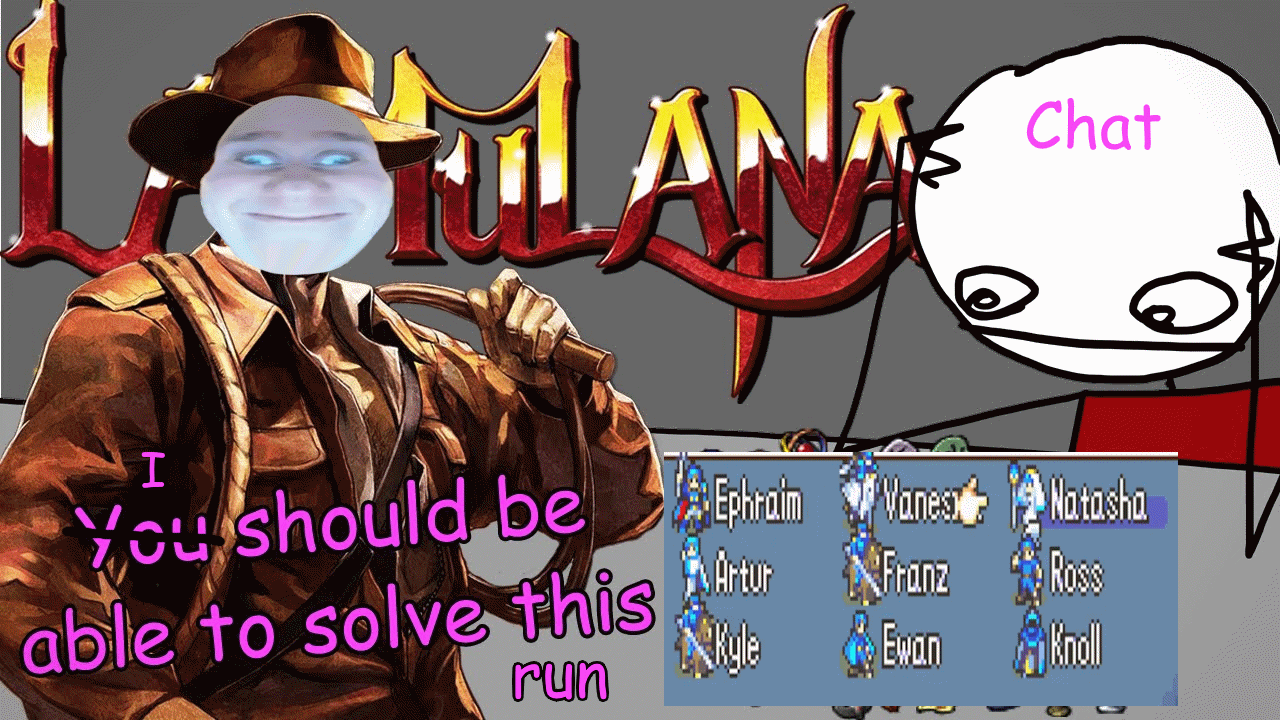 LA-MULANA
Chat
I
You should be
able to solve this
run
Ephraim Vaness Natasha
Artur Franz Ross
Kyle Ewan Knoll